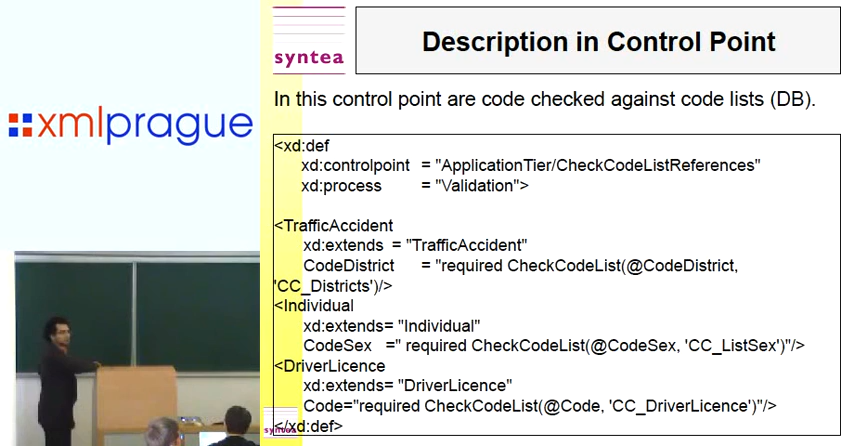 xmlprague
syntea
Description in Control Point
In this control point are code checked against code lists (DB).
<xd:def
xd:controlpoint = "ApplicationTier/CheckCodeListReferences"
xd:process = "Validation">
<TrafficAccident
xd:extends = "TrafficAccident"
CodeDistrict = "required CheckCodeList(@CodeDistrict,
'CC_Districts')/>
<Individual
xd:extends= "Individual"
CodeSex =" required CheckCodeList(@CodeSex, 'CC_ListSex')"/>
<DriverLicence
xd:extends= "DriverLicence"
Code="required CheckCodeList(@Code, 'CC_DriverLicence')"/>
</xd:def>
syntea